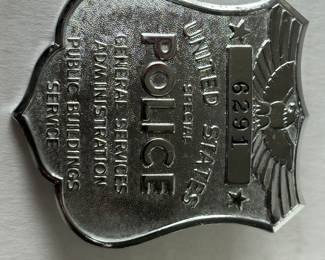 6291
UNITED STATES
SPECIAL
POLICE
GENERAL SERVICES
ADMINISTRATION
PUBLIC BUILDINGS
SERVICE